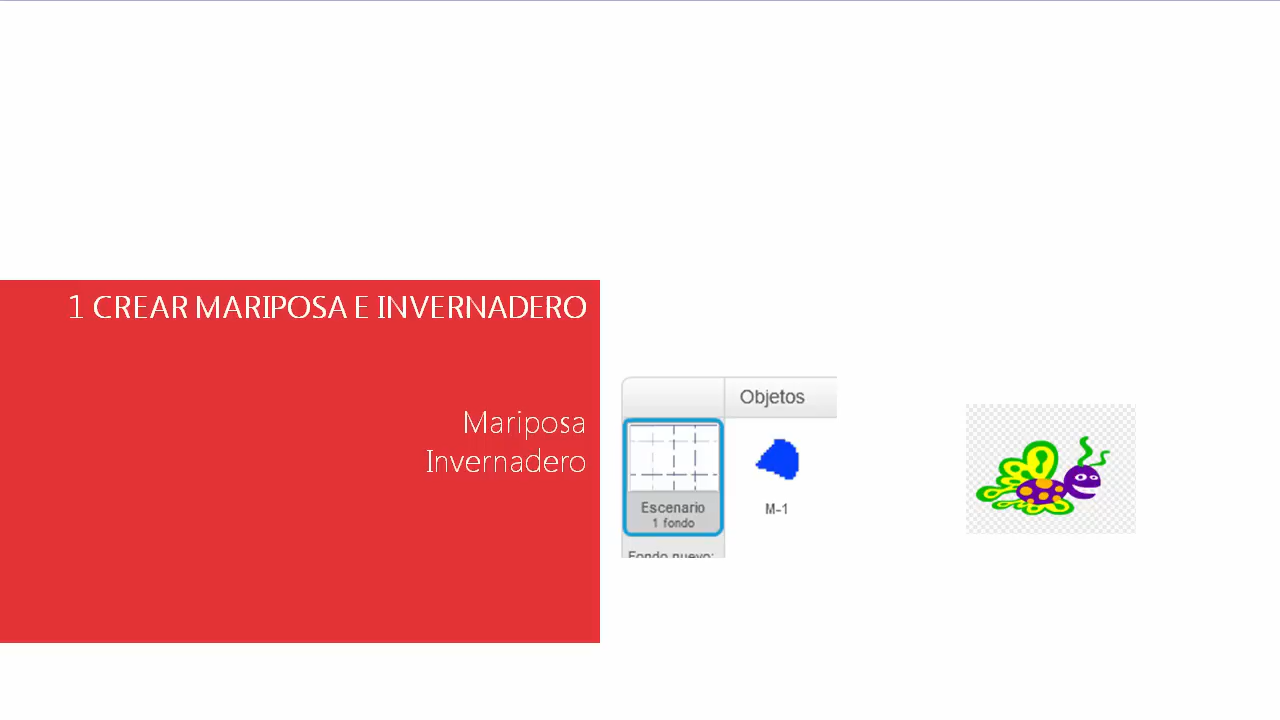 1 CREAR MARIPOSA E INVERNADERO
Mariposa
Invernadero
Objetos
Escenario
1 fondo
M-1
Fondo nuevo: